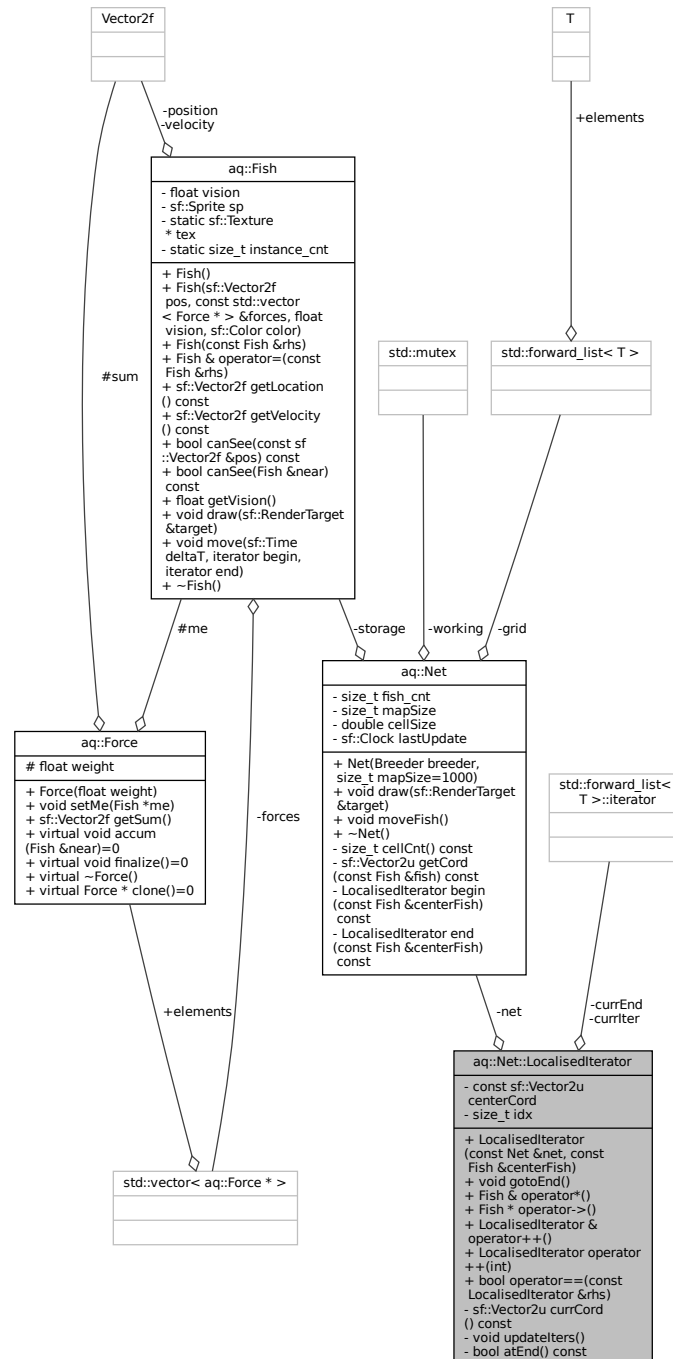 Vector2f
T
-position
-velocity
+elements
aq::Fish
- float vision
- sf::Sprite sp
- static sf::Texture
* tex
- static size_t instance_cnt
+ Fish()
+ Fish(sf::Vector2f
pos, const std::vector
< Force * > &forces, float
vision, sf::Color color)
+ Fish(const Fish &rhs)
+ Fish & operator=(const
Fish &rhs)
+ sf::Vector2f getLocation
() const
+ sf::Vector2f getVelocity
() const
+ bool canSee(const sf
::Vector2f &pos) const
+ bool canSee(Fish &near)
const
+ float getVision()
+ void draw(sf::RenderTarget
&target)
+ void move(sf::Time
deltaT, iterator begin,
iterator end)
+ ~Fish()
#sum
std::mutex
std::forward_list< T >
#me
-storage
-working
-grid
aq::Net
- size_t fish_cnt
- size_t mapSize
- double cellSize
- sf::Clock lastUpdate
+ Net(Breeder breeder,
size_t mapSize=1000)
+ void draw(sf::RenderTarget
&target)
+ void moveFish()
+ ~Net()
- size_t cellCnt() const
- sf::Vector2u getCord
(const Fish &fish) const
- LocalisedIterator begin
(const Fish &centerFish)
const
- LocalisedIterator end
(const Fish &centerFish)
const
aq::Force
# float weight
+ Force(float weight)
+ void setMe(Fish *me)
+ sf::Vector2f getSum()
+ virtual void accum
(Fish &near)=0
+ virtual void finalize()=0
+ virtual ~Force()
+ virtual Force * clone()=0
-forces
std::forward_list<
T >::iterator
+elements
-net
-currEnd
-currIter
aq::Net::LocalisedIterator
- const sf::Vector2u
centerCord
- size_t idx
+ LocalisedIterator
(const Net &net, const
Fish &centerFish)
+ void gotoEnd()
+ Fish & operator*()
+ Fish * operator->()
+ LocalisedIterator &
operator++()
+ LocalisedIterator operator
++(int)
+ bool operator==(const
LocalisedIterator &rhs)
- sf::Vector2u currCord
() const
- void updateIters()
- bool atEnd() const
std::vector< aq::Force * >